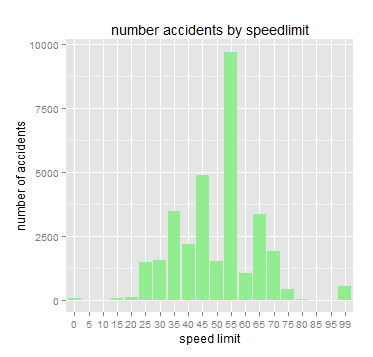 number accidents by speedlimit
10000
7500
5000
2500
0
number of accidents
0 5 10 15 20 25 30 35 40 45 50 55 60 65 70 75 80 85 95 99
speed limit